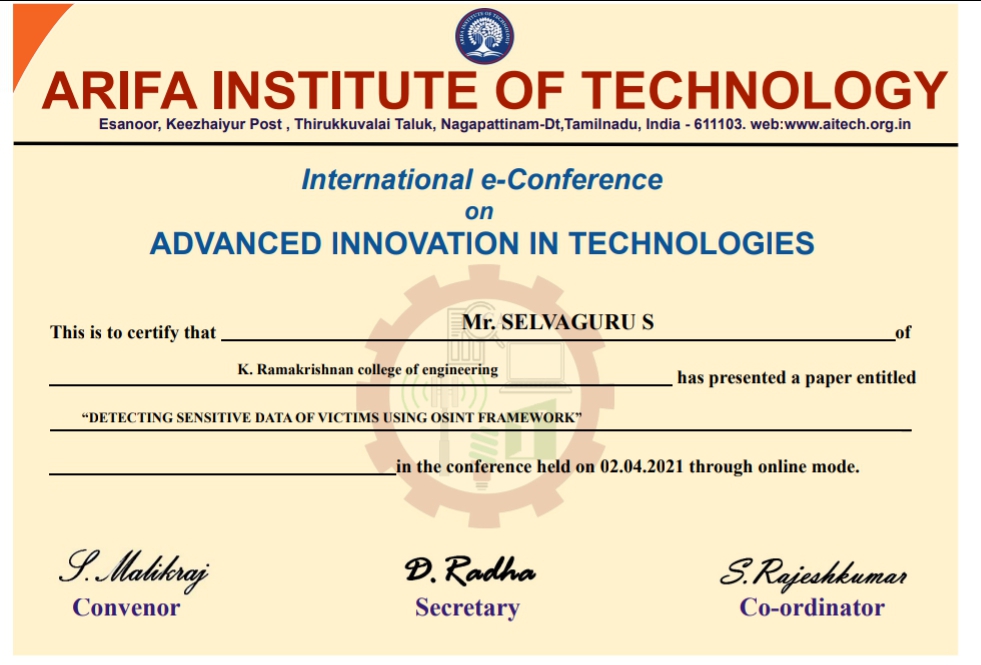 ARIFA INSTITUTE OF TECHNOLOGY
Esanoor, Keezhaiyur Post , Thirukkuvalai Taluk, Nagapattinam-Dt,Tamilnadu, India - 611103. web:www.aitech.org.in
International e-Conference
on
ADVANCED INNOVATION IN TECHNOLOGIES
This is to certify that Mr. SELVAGURU S of
K. Ramakrishnan college of engineering has presented a paper entitled
“DETECTING SENSITIVE DATA OF VICTIMS USING OSINT FRAMEWORK”
in the conference held on 02.04.2021 through online mode.
S. Malikraj D. Radha S. Rajeshkumar
Convenor Secretary Co-ordinator